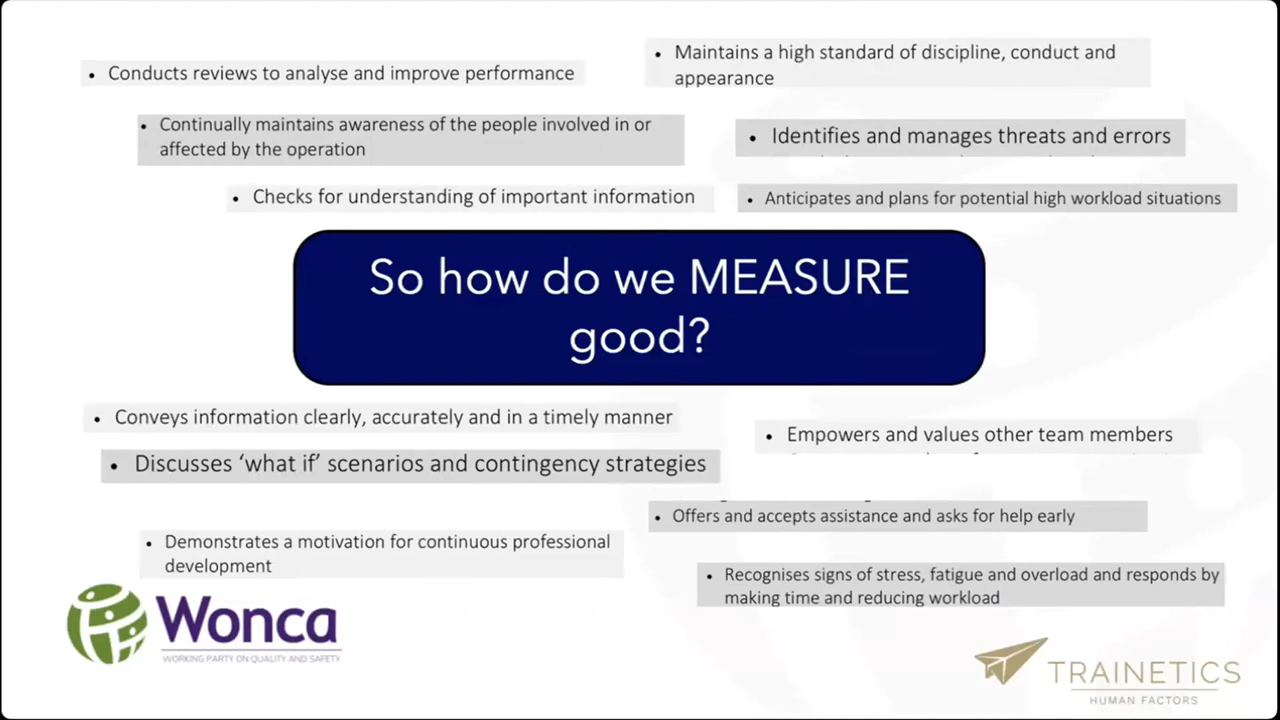 • Conducts reviews to analyse and improve performance
• Maintains a high standard of discipline, conduct and
appearance
• Continually maintains awareness of the people involved in or
affected by the operation
• Identifies and manages threats and errors
• Checks for understanding of important information
• Anticipates and plans for potential high workload situations
So how do we MEASURE
good?
• Conveys information clearly, accurately and in a timely manner
• Empowers and values other team members
• Discusses ‘what if’ scenarios and contingency strategies
• Offers and accepts assistance and asks for help early
• Demonstrates a motivation for continuous professional
development
• Recognises signs of stress, fatigue and overload and responds by
making time and reducing workload
Wonca
WORKING PARTY ON QUALITY AND SAFETY
TRAINETICS
HUMAN FACTORS